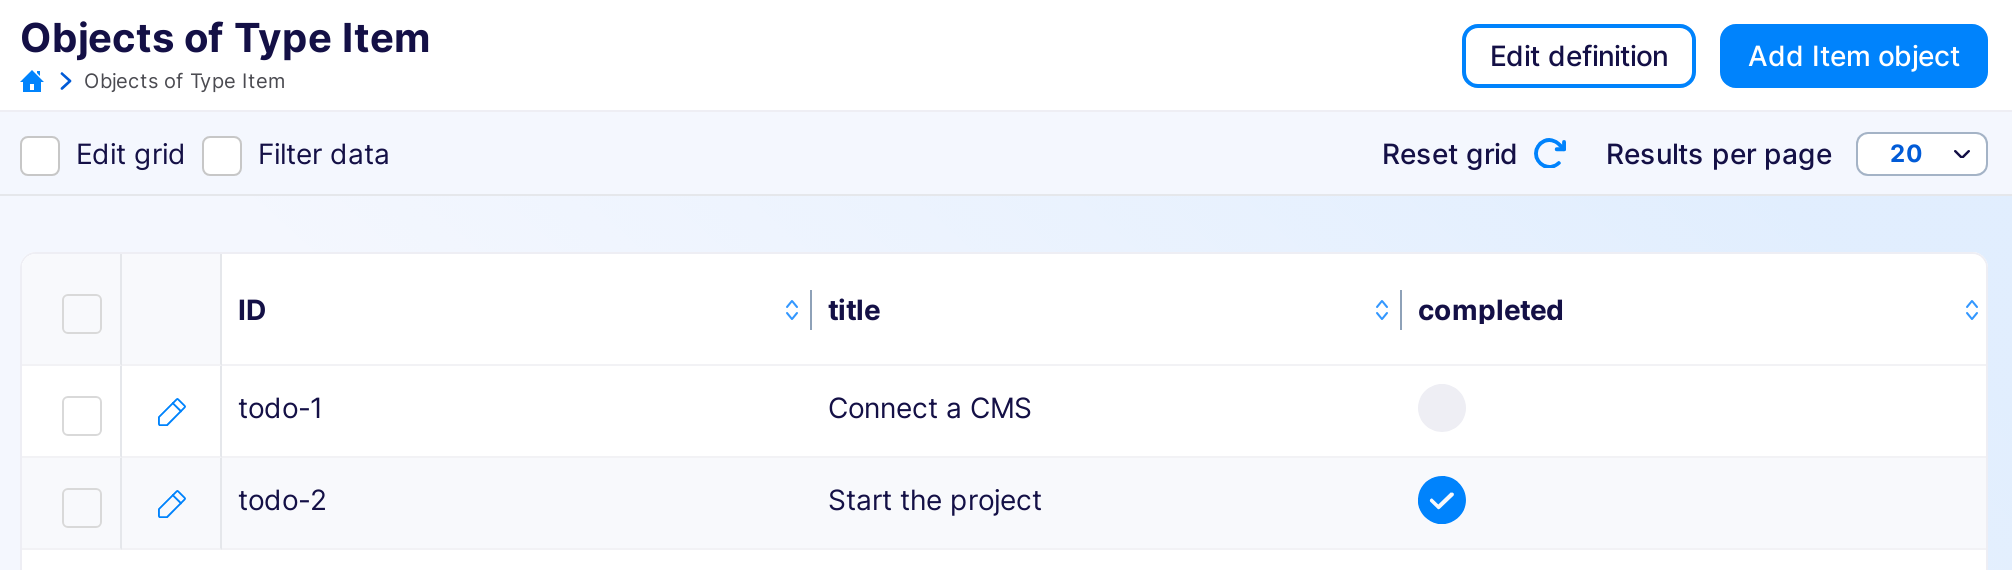 Objects of Type Item
Objects of Type Item
Edit definition
Add Item object
Edit grid
Filter data
Reset grid
Results per page
20
ID
title
completed
todo-1
Connect a CMS
todo-2
Start the project